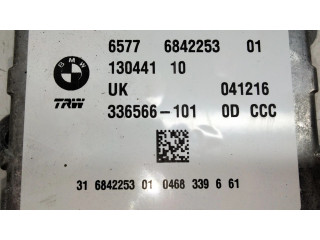 6577 6842253 01
BMW 130441 10
UK 041216
TRW 336566-101 0D CCC
31 6842253 01 0468 339 6 61